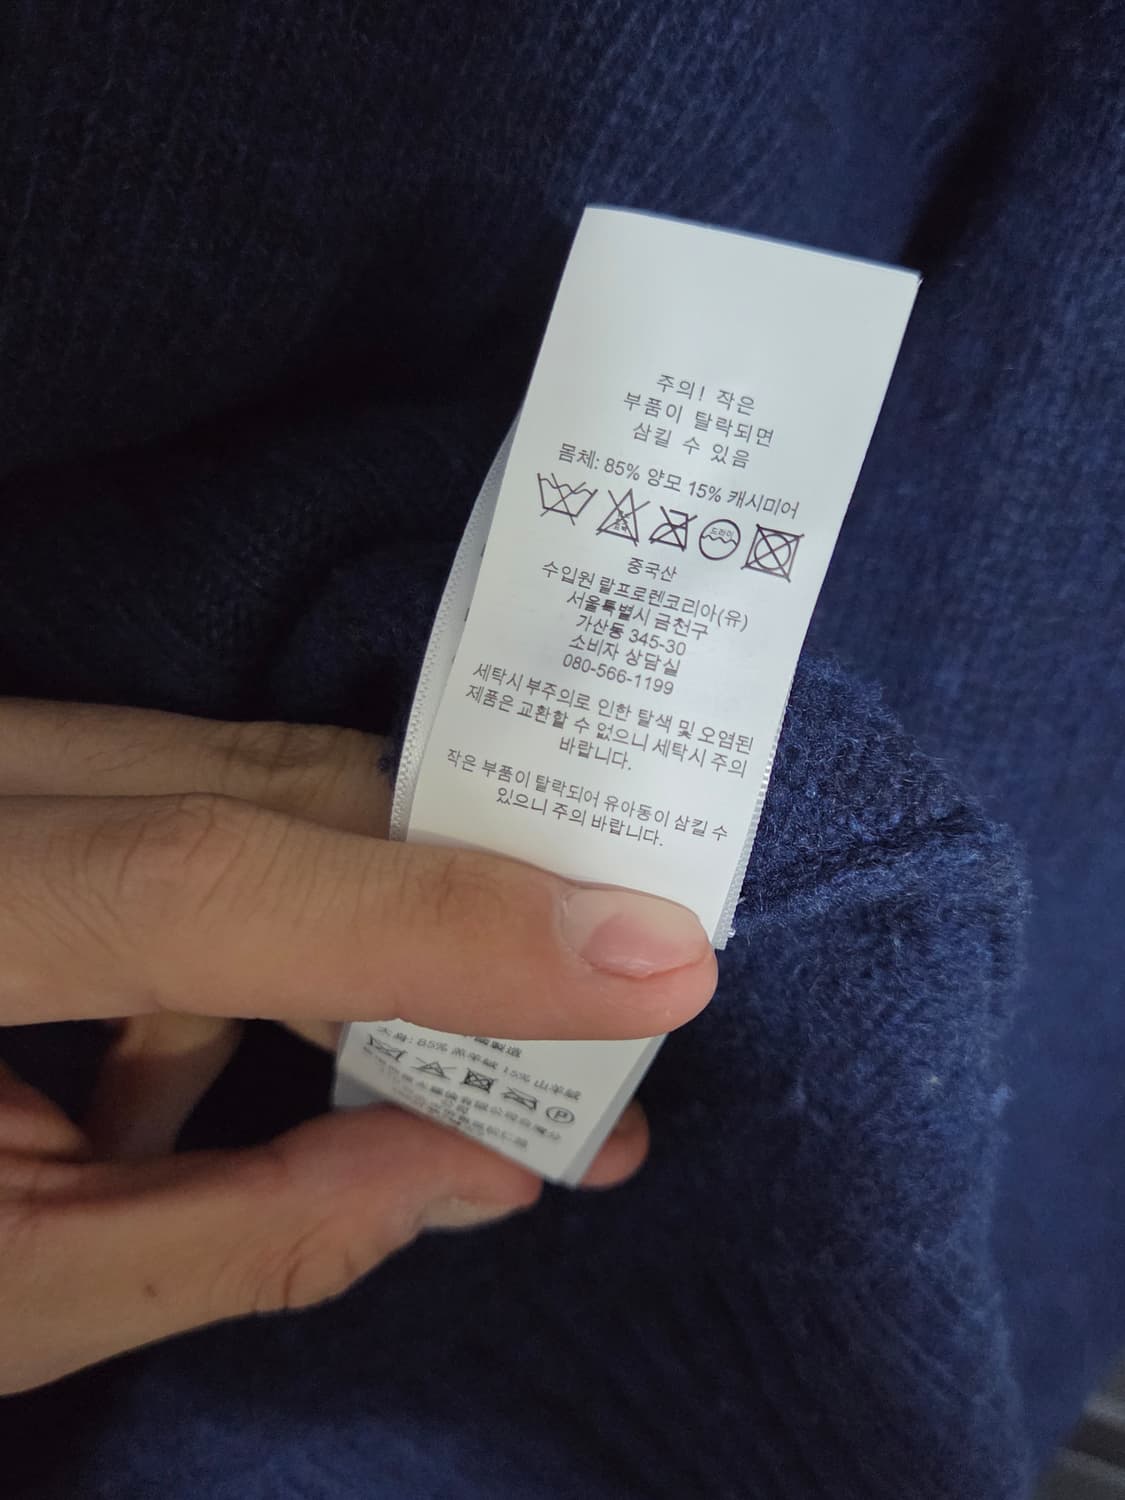 주의! 작은
부품이 탈락되면
삼킬 수 있음
몸체: 85% 양모 15% 캐시미어
드라이
중국산
수입원 랄프로렌코리아(유)
서울특별시 금천구
가산동 345-30
소비자 상담실
080-566-1199
세탁시 부주의로 인한 탈색 및 오염된
제품은 교환할 수 없으니 세탁시 주의
바랍니다.
작은 부품이 탈락되어 유아동이 삼킬 수
있으니 주의 바랍니다.